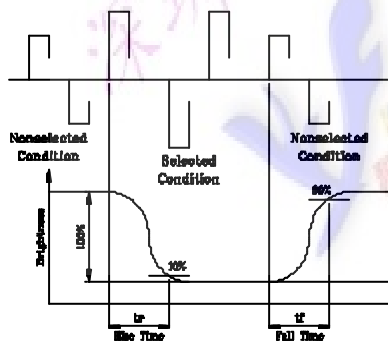 Nonselected
Condition
Selected
Condition
Nonselected
Condition
Brightness
100%
10%
90%
tr
Rise Time
tf
Fall Time